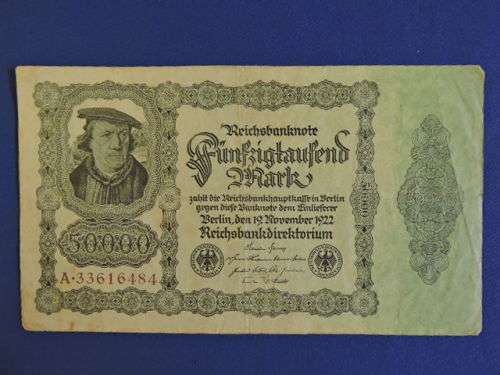 Reichsbanknote
Fünfzigtausend
Mark
zahlt die Reichsbankhauptkasse in Berlin
gegen diese Banknote dem Einlieferer
Berlin, den 19. November 1922
Reichsbankdirektorium
50000
A·33616484
50000